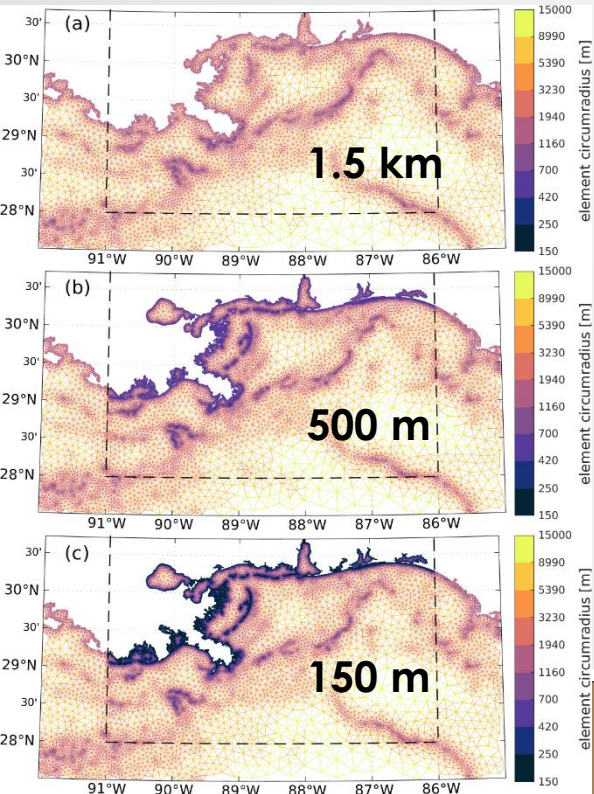 (a)
30'
30°N
30'
29°N
30'
28°N
1.5 km
91°W 90°W 89°W 88°W 87°W 86°W
15000
8990
5390
3230
1940
1160
700
420
250
150
element circumradius [m]
(b)
30'
30°N
30'
29°N
30'
28°N
500 m
91°W 90°W 89°W 88°W 87°W 86°W
15000
8990
5390
3230
1940
1160
700
420
250
150
element circumradius [m]
(c)
30'
30°N
30'
29°N
30'
28°N
150 m
91°W 90°W 89°W 88°W 87°W 86°W
15000
8990
5390
3230
1940
1160
700
420
250
150
element circumradius [m]